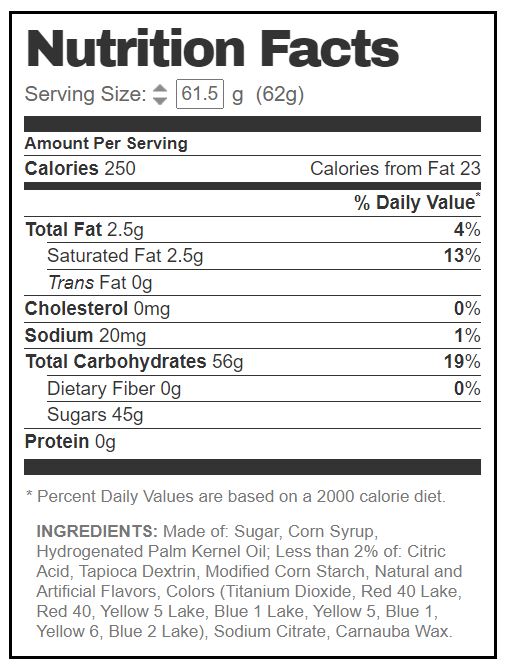 Nutrition Facts
Serving Size: 61.5 g (62g)
Amount Per Serving
Calories 250 Calories from Fat 23
% Daily Value*
Total Fat 2.5g 4%
Saturated Fat 2.5g 13%
Trans Fat 0g
Cholesterol 0mg 0%
Sodium 20mg 1%
Total Carbohydrates 56g 19%
Dietary Fiber 0g 0%
Sugars 45g
Protein 0g
* Percent Daily Values are based on a 2000 calorie diet.
INGREDIENTS: Made of: Sugar, Corn Syrup,
Hydrogenated Palm Kernel Oil; Less than 2% of: Citric
Acid, Tapioca Dextrin, Modified Corn Starch, Natural and
Artificial Flavors, Colors (Titanium Dioxide, Red 40 Lake,
Red 40, Yellow 5 Lake, Blue 1 Lake, Yellow 5, Blue 1,
Yellow 6, Blue 2 Lake), Sodium Citrate, Carnauba Wax.